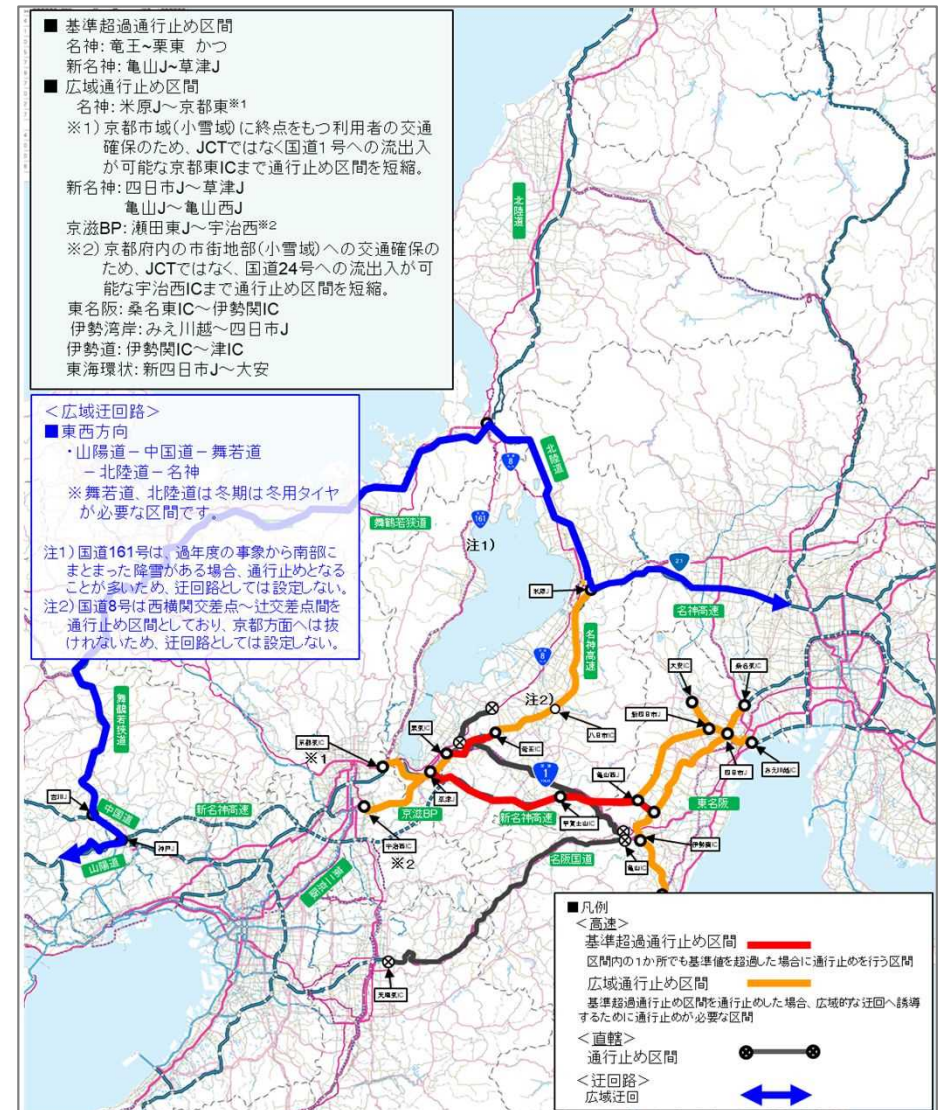 ■ 基準超過通行止め区間
名神: 竜王~栗東 かつ
新名神: 亀山J~草津J
■ 広域通行止め区間
名神: 米原J～京都東※1
※1) 京都市域(小雪域)に終点をもつ利用者の交通
確保のため、JCTではなく国道1号への流出入
が可能な京都東ICまで通行止め区間を短縮。
新名神: 四日市J～草津J
亀山J～亀山西J
京滋BP: 瀬田東J～宇治西※2
※2) 京都府内の市街地部(小雪域)への交通確保の
ため、JCTではなく、国道24号への流出入が可
能な宇治西ICまで通行止め区間を短縮。
東名阪: 桑名東IC～伊勢関IC
伊勢湾岸: みえ川越～四日市J
伊勢道: 伊勢関IC～津IC
東海環状: 新四日市J～大安
＜広域迂回路＞
■東西方向
・山陽道－中国道－舞若道
－北陸道－名神
※舞若道、北陸道は冬期は冬用タイヤ
が必要な区間です。
注1) 国道161号は、過年度の事象から南部に
まとまった降雪がある場合、通行止めとなる
ことが多いため、迂回路としては設定しない。
注2) 国道8号は西横関交差点～辻交差点間を
通行止め区間としており、京都方面へは抜
けれないため、迂回路としては設定しない。
北陸道
8
北陸道
舞鶴若狭道
161
注1)
21
米原J
名神高速
名神高速
8
注2)
八日市IC
大安IC
桑名東IC
新四日市J
栗東IC
竜王IC
京都東IC
※1
草津J
1
亀山西J
四日市J
みえ川越IC
舞鶴若狭道
京滋BP
新名神高速
甲賀土山IC
東名阪
吉川J
中国道
新名神高速
宇治西IC
※2
名阪国道
亀山IC
伊勢関IC
神戸J
山陽道
第二京阪
天理東IC
■凡例
＜高速＞
基準超過通行止め区間
区間内の1か所でも基準値を超過した場合に通行止めを行う区間
広域通行止め区間
基準超過通行止め区間を通行止めした場合、広域的な迂回へ誘導
するために通行止めが必要な区間
＜直轄＞
通行止め区間
＜迂回路＞
広域迂回